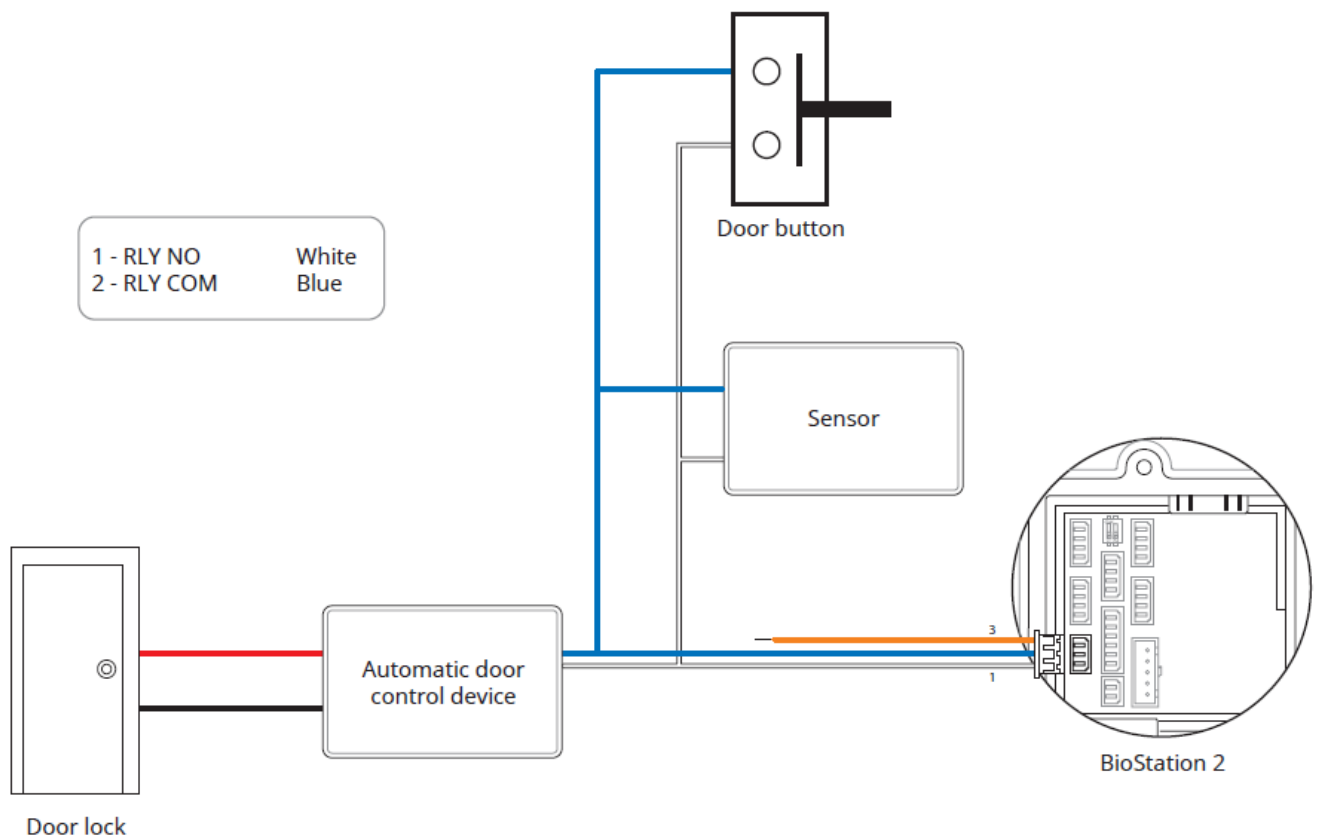 Door button
1 - RLY NO White
2 - RLY COM Blue
Sensor
3
1
Automatic door
control device
BioStation 2
Door lock